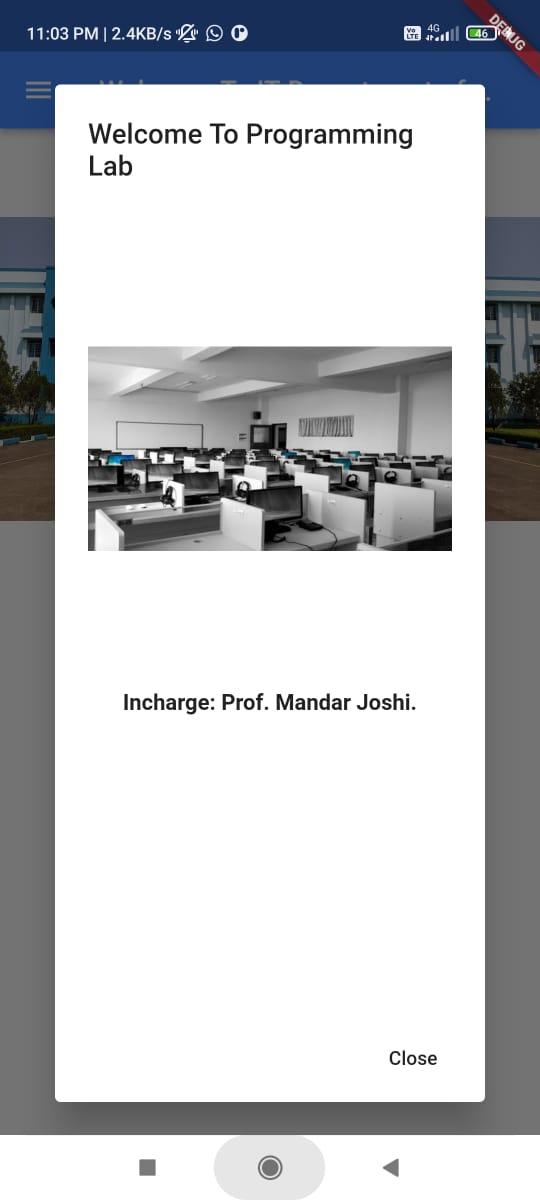 11:03 PM | 2.4KB/s
Vo LTE 4G 46
DEBUG
Welcome To Programming
Lab
Incharge: Prof. Mandar Joshi.
Close